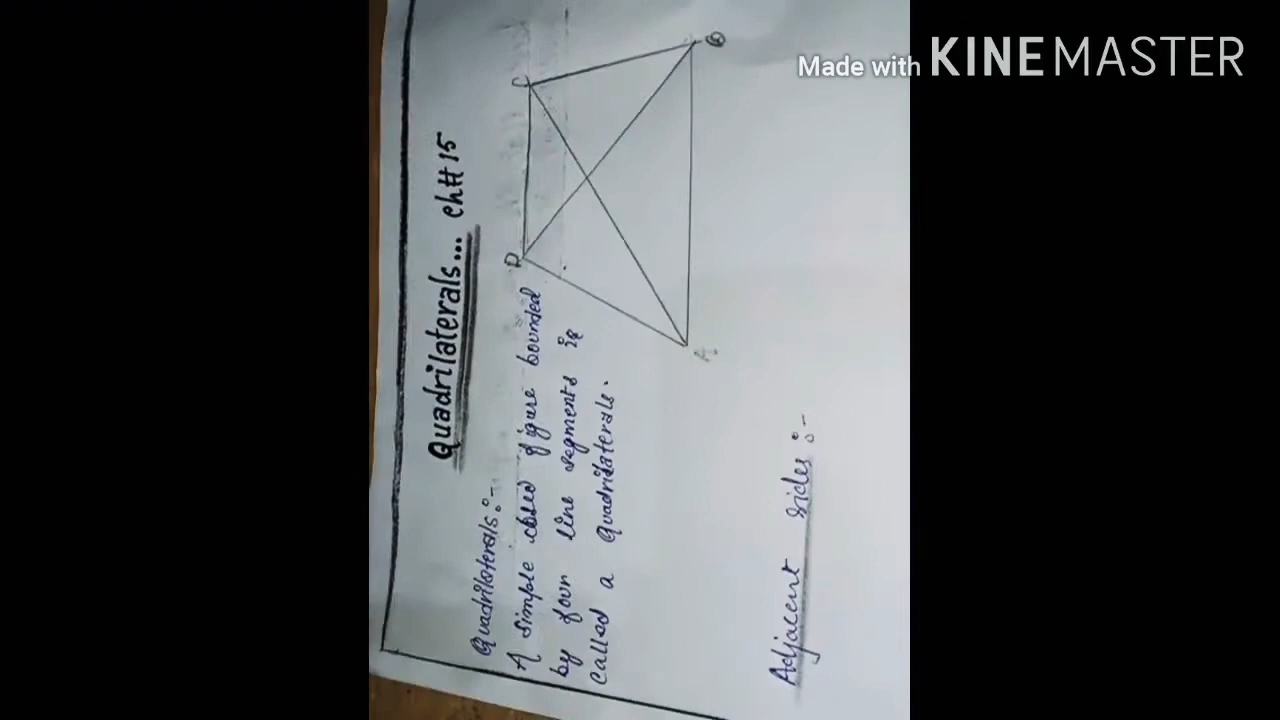 Made with KINEMASTER
Quadrilaterals... ch# 15
Quadrilaterals:-
A simple closed figure bounded
by four line segments is
called a Quadrilaterals.
D
C
A
B
Adjacent sides:-